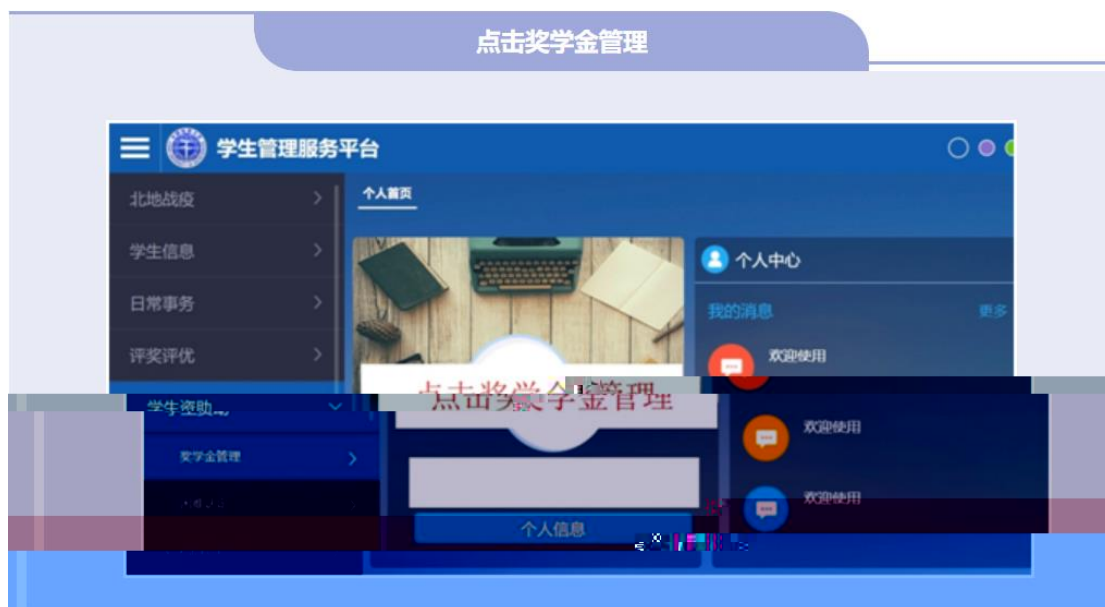 点击奖学金管理
学生管理服务平台
北地战疫
学生信息
日常事务
评奖评优
学生资助
奖学金管理
个人首页
点击奖学金管理
个人信息
个人中心
我的消息 更多
欢迎使用
欢迎使用
欢迎使用